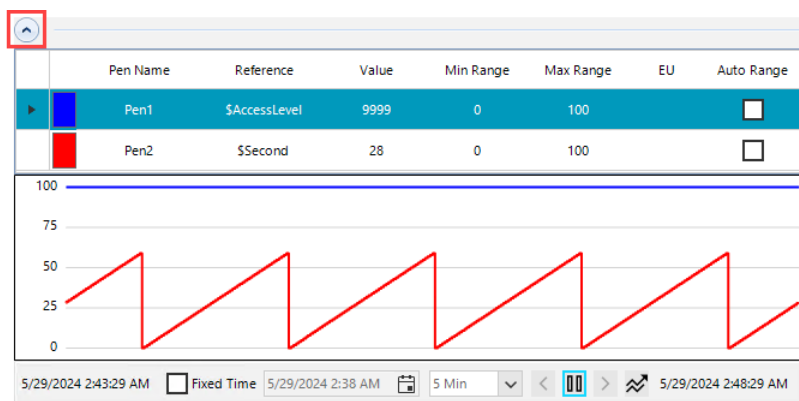 Pen Name Reference Value Min Range Max Range EU Auto Range
Pen1 $AccessLevel 9999 0 100
Pen2 $Second 28 0 100
100
75
50
25
0
5/29/2024 2:43:29 AM Fixed Time 5/29/2024 2:38 AM 5 Min 5/29/2024 2:48:29 AM